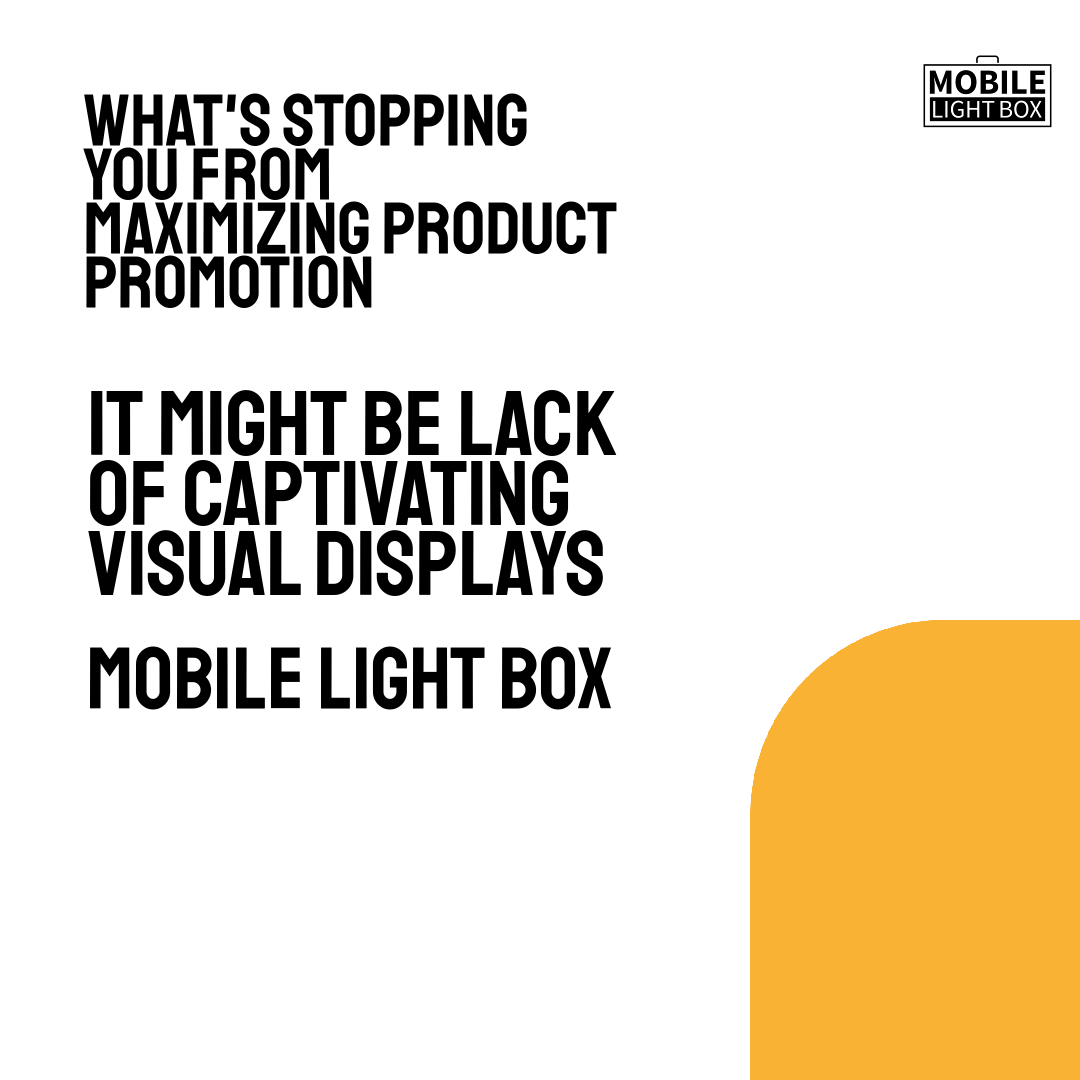 MOBILE
LIGHT BOX
WHAT'S STOPPING
YOU FROM
MAXIMIZING PRODUCT
PROMOTION
IT MIGHT BE LACK
OF CAPTIVATING
VISUAL DISPLAYS
MOBILE LIGHT BOX